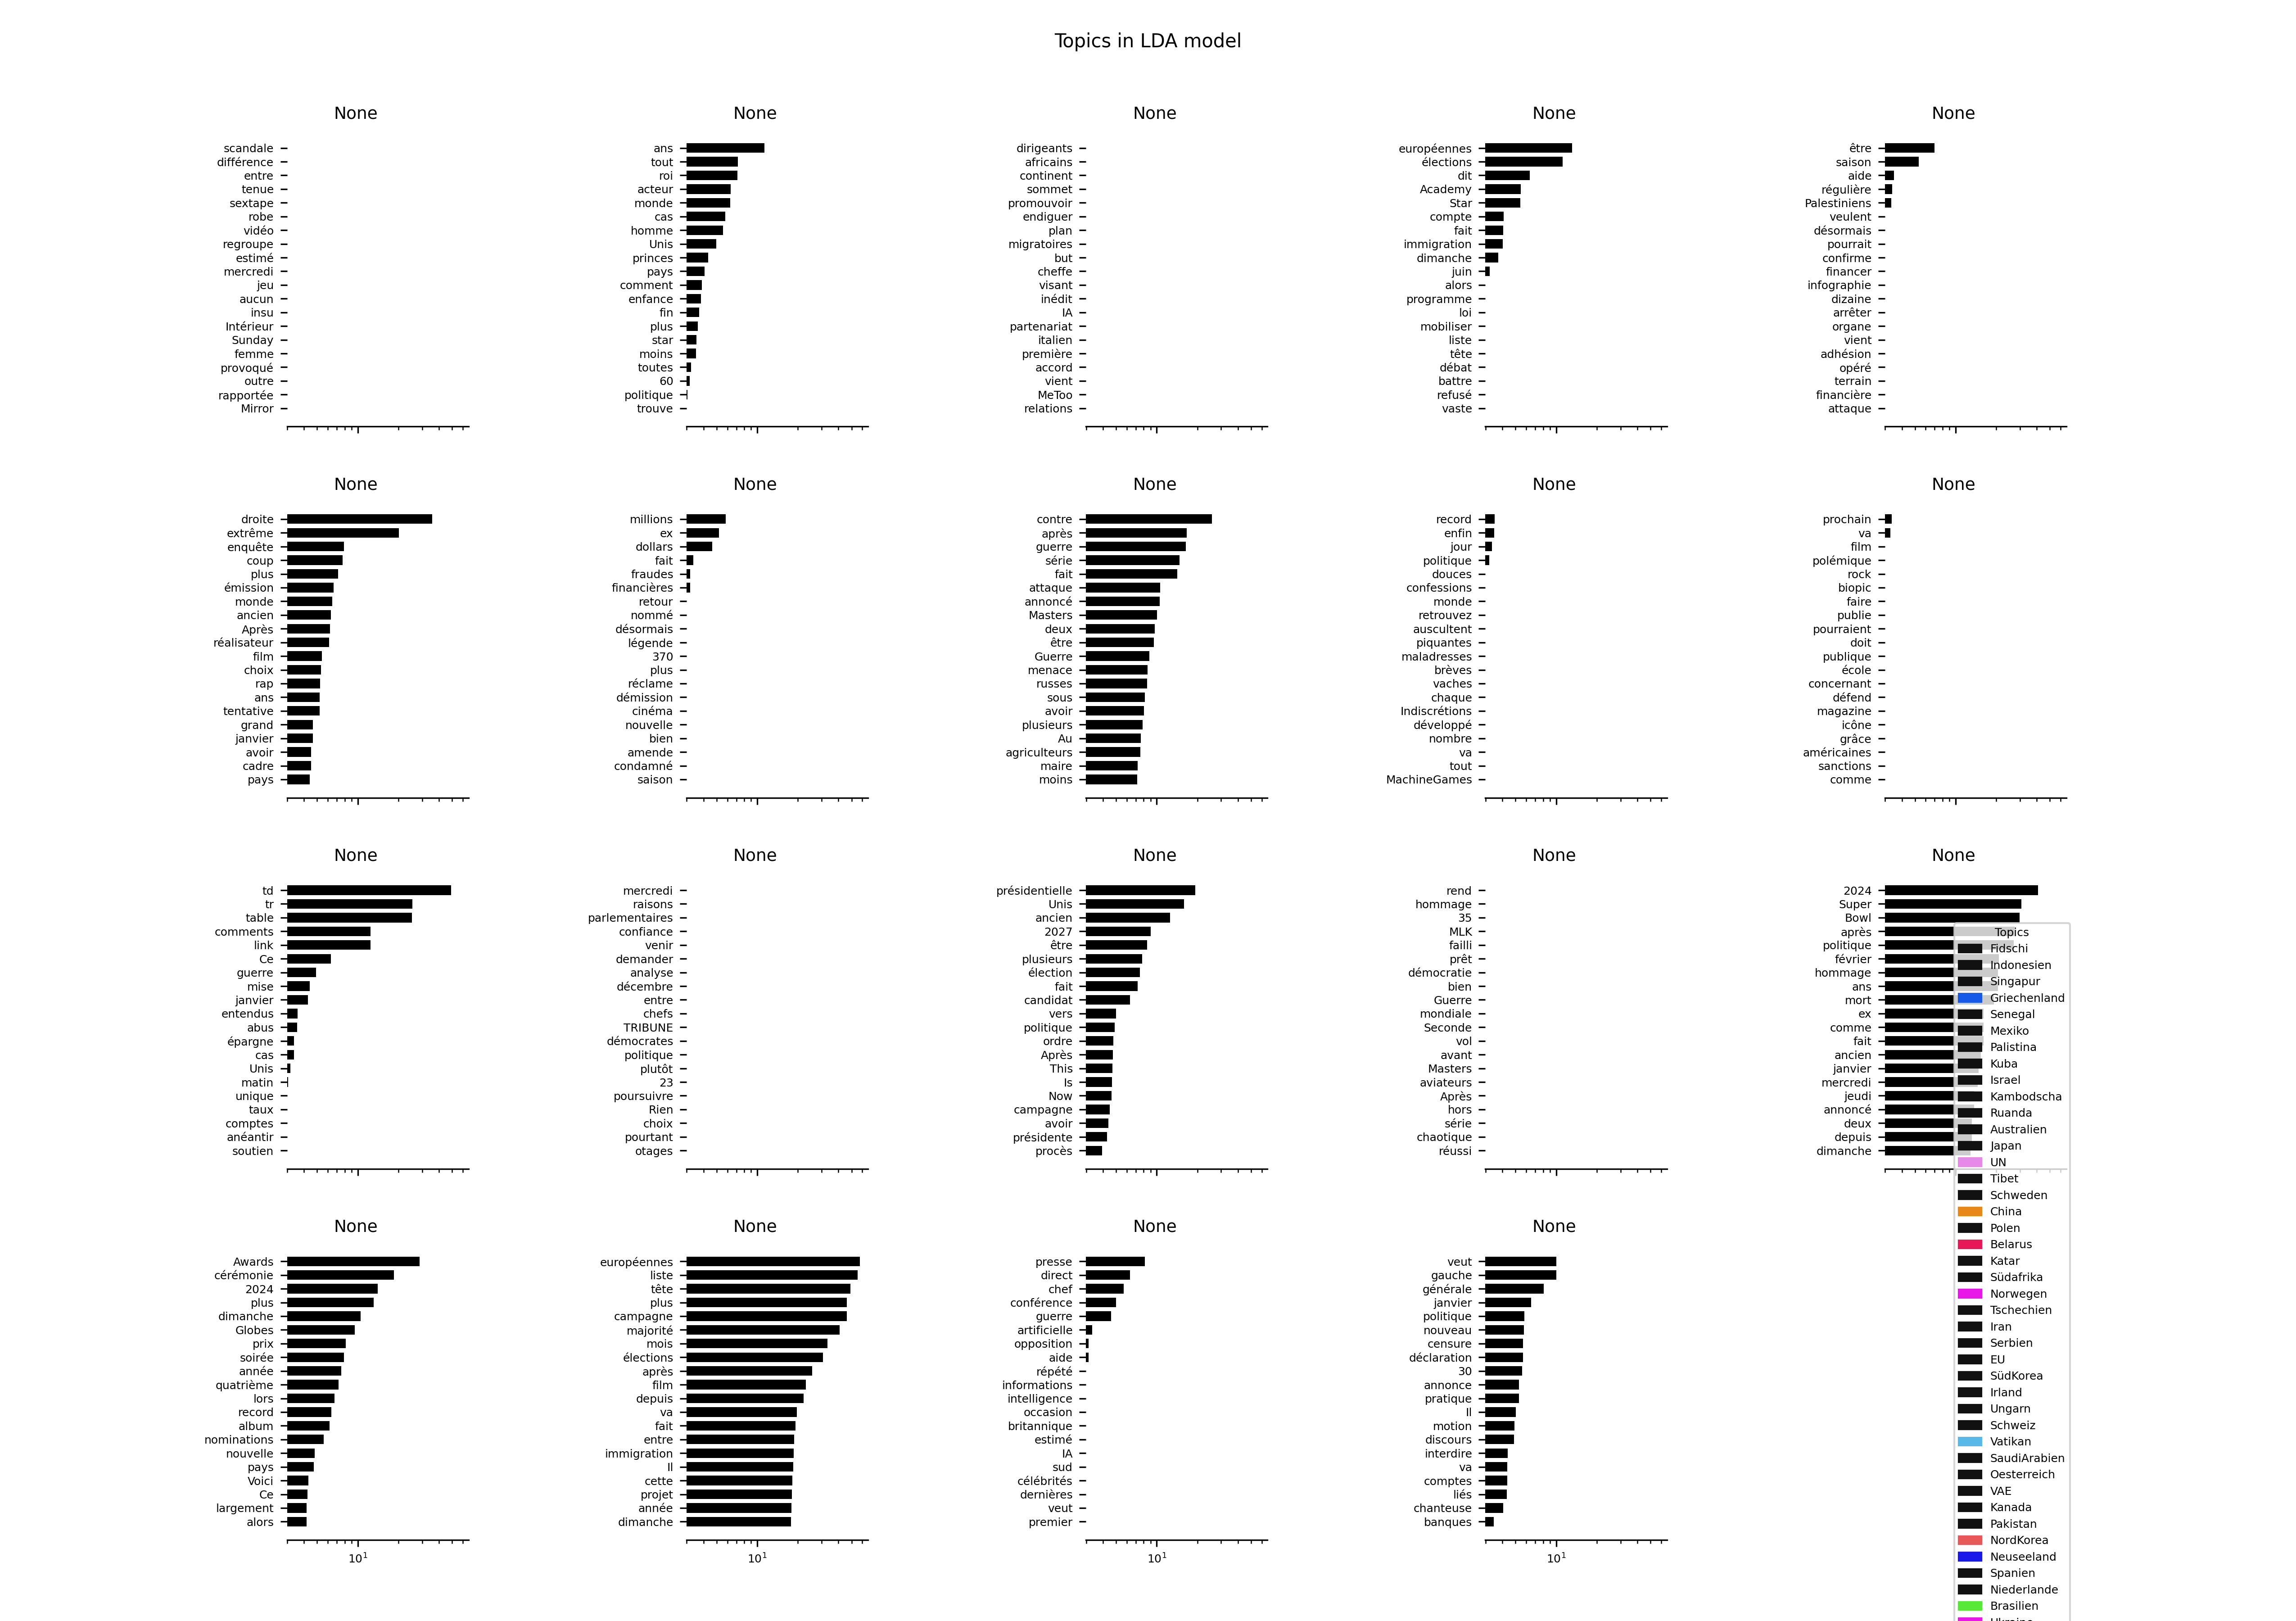 Topics in LDA model
None
scandale
différence
entre
tenue
sextape
robe
vidéo
regroupe
estimé
mercredi
jeu
aucun
insu
Intérieur
Sunday
femme
provoqué
outre
rapportée
Mirror
None
ans
tout
roi
acteur
monde
cas
homme
Unis
princes
pays
comment
enfance
fin
plus
star
moins
toutes
60
politique
trouve
None
dirigeants
africains
continent
sommet
promouvoir
endiguer
plan
migratoires
but
cheffe
visant
inédit
IA
partenariat
italien
première
accord
vient
MeToo
relations
None
européennes
élections
dit
Academy
Star
compte
fait
immigration
dimanche
juin
alors
programme
loi
mobiliser
liste
tête
débat
battre
refusé
vaste
None
être
saison
aide
régulière
Palestiniens
veulent
désormais
pourrait
confirme
financer
infographie
dizaine
arrêter
organe
vient
adhésion
opéré
terrain
financière
attaque
None
droite
extrême
enquête
coup
plus
émission
monde
ancien
Après
réalisateur
film
choix
rap
ans
tentative
grand
janvier
avoir
cadre
pays
None
millions
ex
dollars
fait
fraudes
financières
retour
nommé
désormais
légende
370
plus
réclame
démission
cinéma
nouvelle
bien
amende
condamné
saison
None
contre
après
guerre
série
fait
attaque
annoncé
Masters
deux
être
Guerre
menace
russes
sous
avoir
plusieurs
Au
agriculteurs
maire
moins
None
record
enfin
jour
politique
douces
confessions
monde
retrouvez
auscultent
piquantes
maladresses
brèves
vaches
chaque
Indiscrétions
développé
nombre
va
tout
MachineGames
None
prochain
va
film
polémique
rock
biopic
faire
publie
pourraient
doit
publique
école
concernant
défend
magazine
icône
grâce
américaines
sanctions
comme
None
td
tr
table
comments
link
Ce
guerre
mise
janvier
entendus
abus
épargne
cas
Unis
matin
unique
taux
comptes
anéantir
soutien
None
mercredi
raisons
parlementaires
confiance
venir
demander
analyse
décembre
entre
chefs
TRIBUNE
démocrates
politique
plutôt
23
poursuivre
Rien
choix
pourtant
otages
None
présidentielle
Unis
ancien
2027
être
plusieurs
élection
fait
candidat
vers
politique
ordre
Après
This
Is
Now
campagne
avoir
présidente
procès
None
rend
hommage
35
MLK
failli
prêt
démocratie
bien
Guerre
mondiale
Seconde
vol
avant
Masters
aviateurs
Après
hors
série
chaotique
réussi
None
2024
Super
Bowl
après
politique
février
hommage
ans
mort
ex
comme
fait
ancien
janvier
mercredi
jeudi
annoncé
deux
depuis
dimanche
None
Awards
cérémonie
2024
plus
dimanche
Globes
prix
soirée
année
quatrième
lors
record
album
nominations
nouvelle
pays
Voici
Ce
largement
alors
10¹
None
européennes
liste
tête
plus
campagne
majorité
mois
élections
après
film
depuis
va
fait
entre
immigration
Il
cette
projet
année
dimanche
10¹
None
presse
direct
chef
conférence
guerre
artificielle
opposition
aide
répété
informations
intelligence
occasion
britannique
estimé
IA
sud
célébrités
dernières
veut
premier
10¹
None
veut
gauche
générale
janvier
politique
nouveau
censure
déclaration
30
annonce
pratique
Il
motion
discours
interdire
va
comptes
liés
chanteuse
banques
10¹
Topics
Fidschi
Indonesien
Singapur
Griechenland
Senegal
Mexiko
Palistina
Kuba
Israel
Kambodscha
Ruanda
Australien
Japan
UN
Tibet
Schweden
China
Polen
Belarus
Katar
Südafrika
Norwegen
Tschechien
Iran
Serbien
EU
SüdKorea
Irland
Ungarn
Schweiz
Vatikan
SaudiArabien
Oesterreich
VAE
Kanada
Pakistan
NordKorea
Neuseeland
Spanien
Niederlande
Brasilien